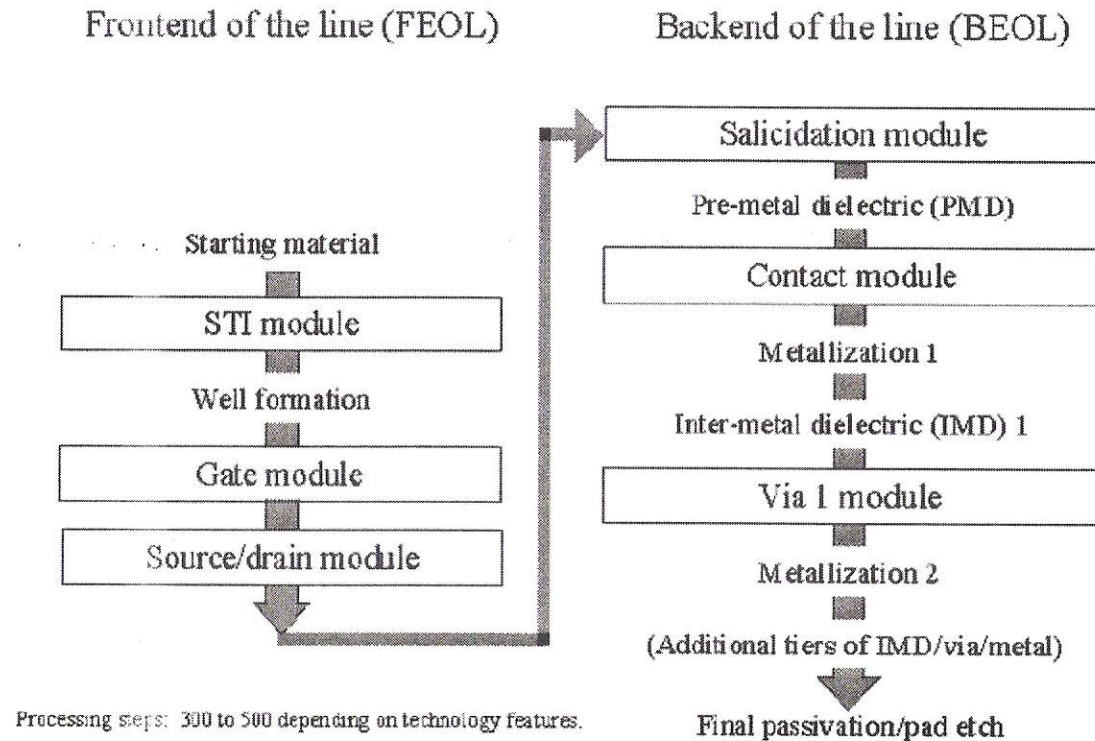 Frontend of the line (FEOL)
Starting material
STI module
Well formation
Gate module
Source/drain module
Processing steps: 300 to 500 depending on technology features.
Backend of the line (BEOL)
Salicidation module
Pre-metal dielectric (PMD)
Contact module
Metallization 1
Inter-metal dielectric (IMD) 1
Via 1 module
Metallization 2
(Additional tiers of IMD/via/metal)
Final passivation/pad etch